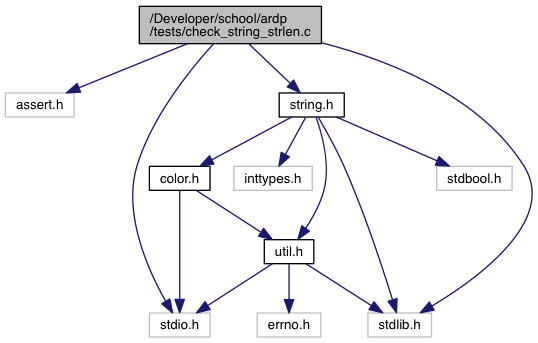 /Developer/school/ardp
/tests/check_string_strlen.c
assert.h
string.h
color.h
inttypes.h
stdbool.h
util.h
stdio.h
errno.h
stdlib.h